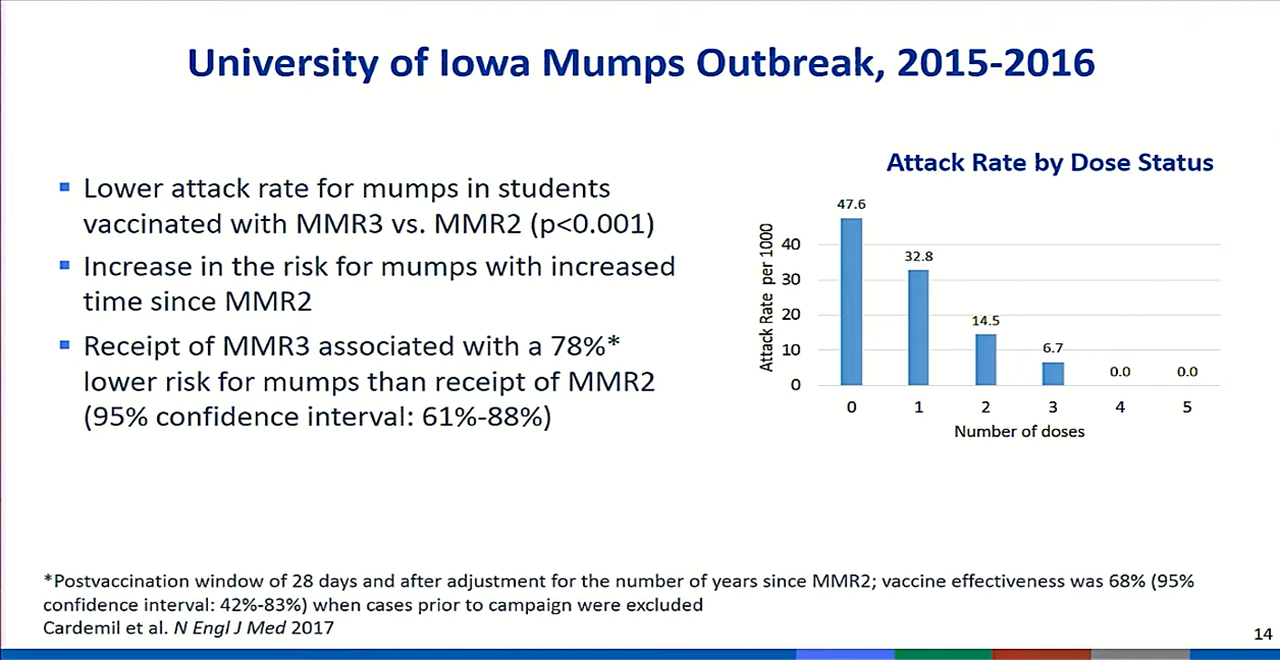 University of Iowa Mumps Outbreak, 2015-2016
▪ Lower attack rate for mumps in students
vaccinated with MMR3 vs. MMR2 (p<0.001)
▪ Increase in the risk for mumps with increased
time since MMR2
▪ Receipt of MMR3 associated with a 78%*
lower risk for mumps than receipt of MMR2
(95% confidence interval: 61%-88%)
Attack Rate by Dose Status
Attack Rate per 1000
40
30
20
10
0
47.6
32.8
14.5
6.7
0.0
0.0
0 1 2 3 4 5
Number of doses
*Postvaccination window of 28 days and after adjustment for the number of years since MMR2; vaccine effectiveness was 68% (95%
confidence interval: 42%-83%) when cases prior to campaign were excluded
Cardemil et al. N Engl J Med 2017
14